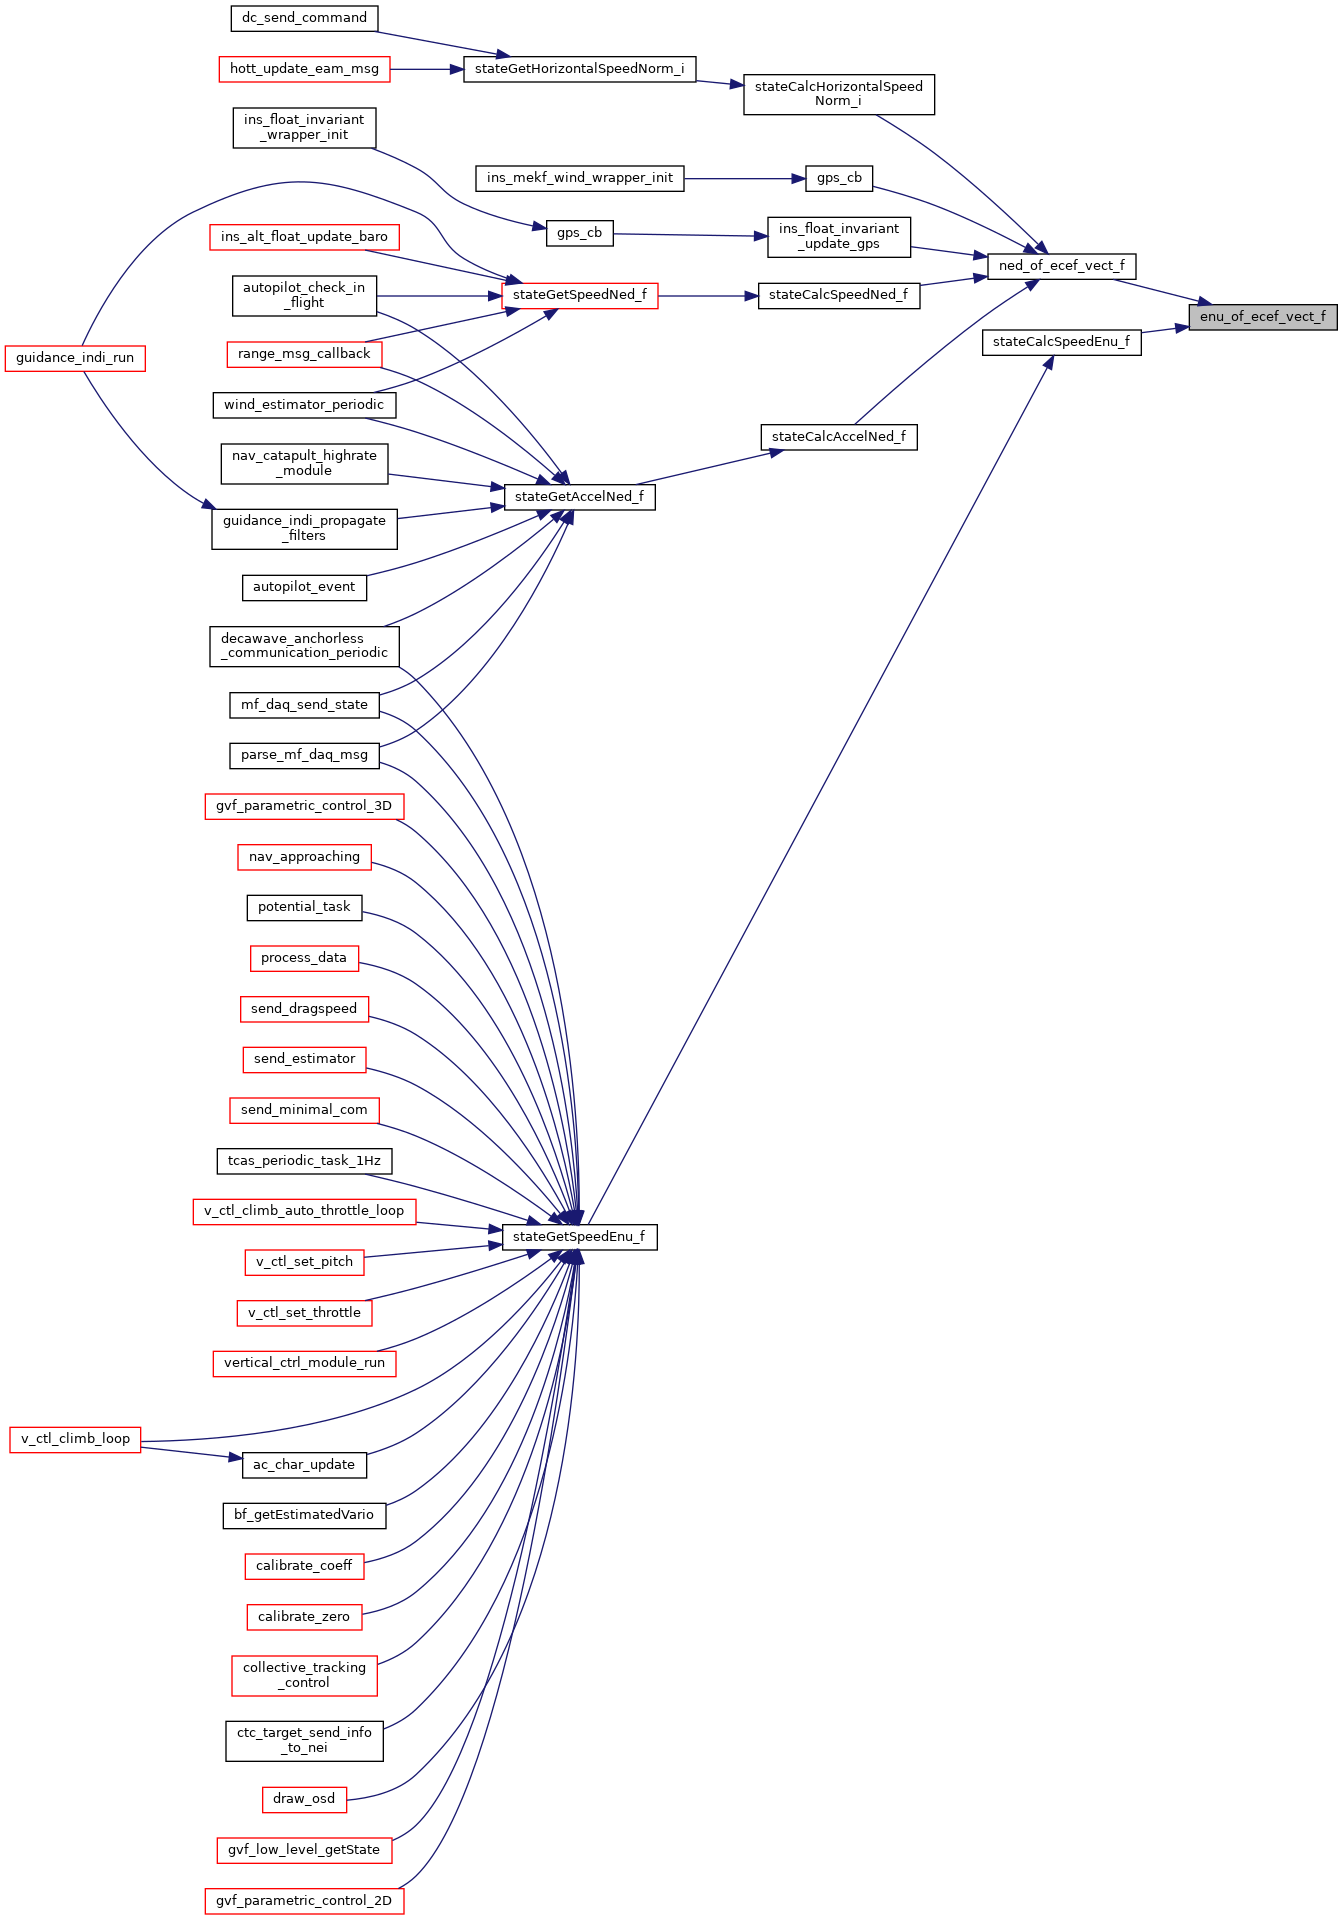 dc_send_command
hott_update_eam_msg
stateGetHorizontalSpeedNorm_i
stateCalcHorizontalSpeed
Norm_i
ins_float_invariant
_wrapper_init
ins_mekf_wind_wrapper_init
gps_cb
gps_cb
ins_float_invariant
_update_gps
ned_of_ecef_vect_f
enu_of_ecef_vect_f
ins_alt_float_update_baro
autopilot_check_in
_flight
stateGetSpeedNed_f
stateCalcSpeedNed_f
stateCalcSpeedEnu_f
guidance_indi_run
range_msg_callback
wind_estimator_periodic
stateCalcAccelNed_f
nav_catapult_highrate
_module
stateGetAccelNed_f
guidance_indi_propagate
_filters
autopilot_event
decawave_anchorless
_communication_periodic
mf_daq_send_state
parse_mf_daq_msg
gvf_parametric_control_3D
nav_approaching
potential_task
process_data
send_dragspeed
send_estimator
send_minimal_com
tcas_periodic_task_1Hz
v_ctl_climb_auto_throttle_loop
stateGetSpeedEnu_f
v_ctl_set_pitch
v_ctl_set_throttle
vertical_ctrl_module_run
v_ctl_climb_loop
ac_char_update
bf_getEstimatedVario
calibrate_coeff
calibrate_zero
collective_tracking
_control
ctc_target_send_info
_to_nei
draw_osd
gvf_low_level_getState
gvf_parametric_control_2D